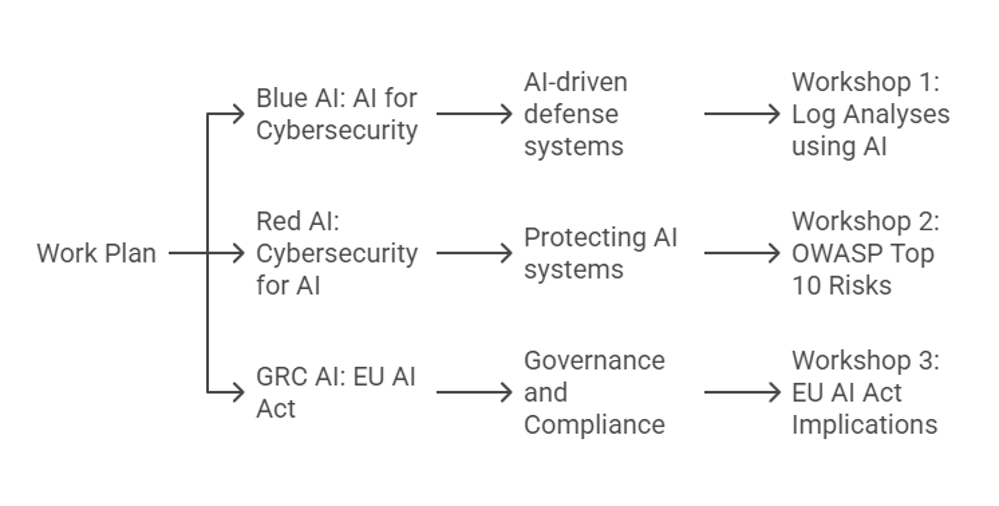 Work Plan
Blue AI: AI for
Cybersecurity
AI-driven
defense
systems
Workshop 1:
Log Analyses
using AI
Red AI:
Cybersecurity
for AI
Protecting AI
systems
Workshop 2:
OWASP Top
10 Risks
GRC AI: EU AI
Act
Governance
and
Compliance
Workshop 3:
EU AI Act
Implications